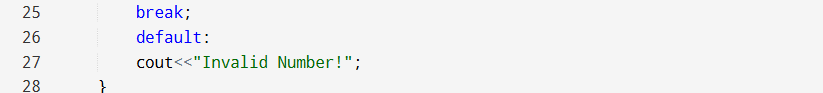 25 break;
26 default:
27 cout<<"Invalid Number!";
28 }